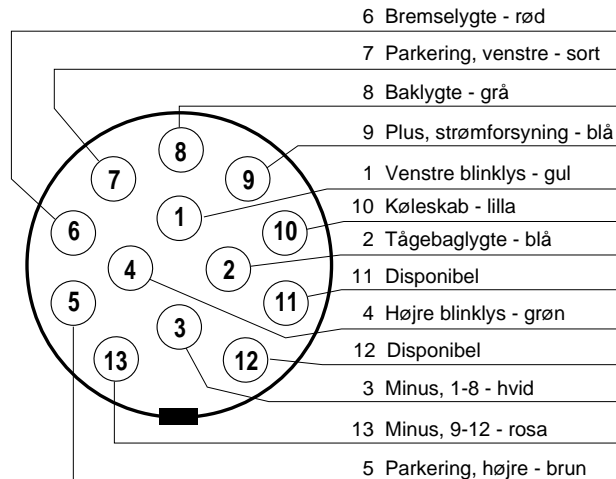 6 Bremselygte - rød
7 Parkering, venstre - sort
8 Baklygte - grå
9 Plus, strømforsyning - blå
1 Venstre blinklys - gul
10 Køleskab - lilla
2 Tågebaglygte - blå
11 Disponibel
4 Højre blinklys - grøn
12 Disponibel
3 Minus, 1-8 - hvid
13 Minus, 9-12 - rosa
5 Parkering, højre - brun
8
7
9
1
6
10
4
2
5
11
3
13
12